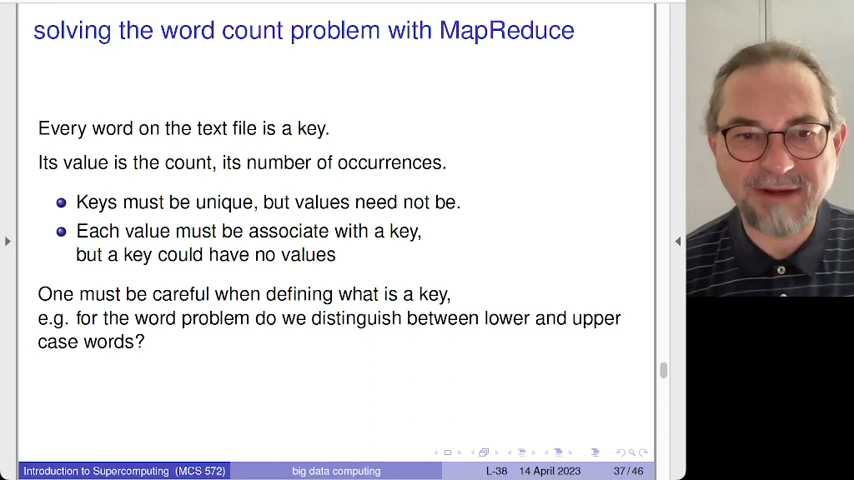 solving the word count problem with MapReduce
Every word on the text file is a key.
Its value is the count, its number of occurrences.
Keys must be unique, but values need not be.
Each value must be associate with a key,
but a key could have no values
One must be careful when defining what is a key,
e.g. for the word problem do we distinguish between lower and upper
case words?
Introduction to Supercomputing (MCS 572) big data computing L-38 14 April 2023 37 / 46